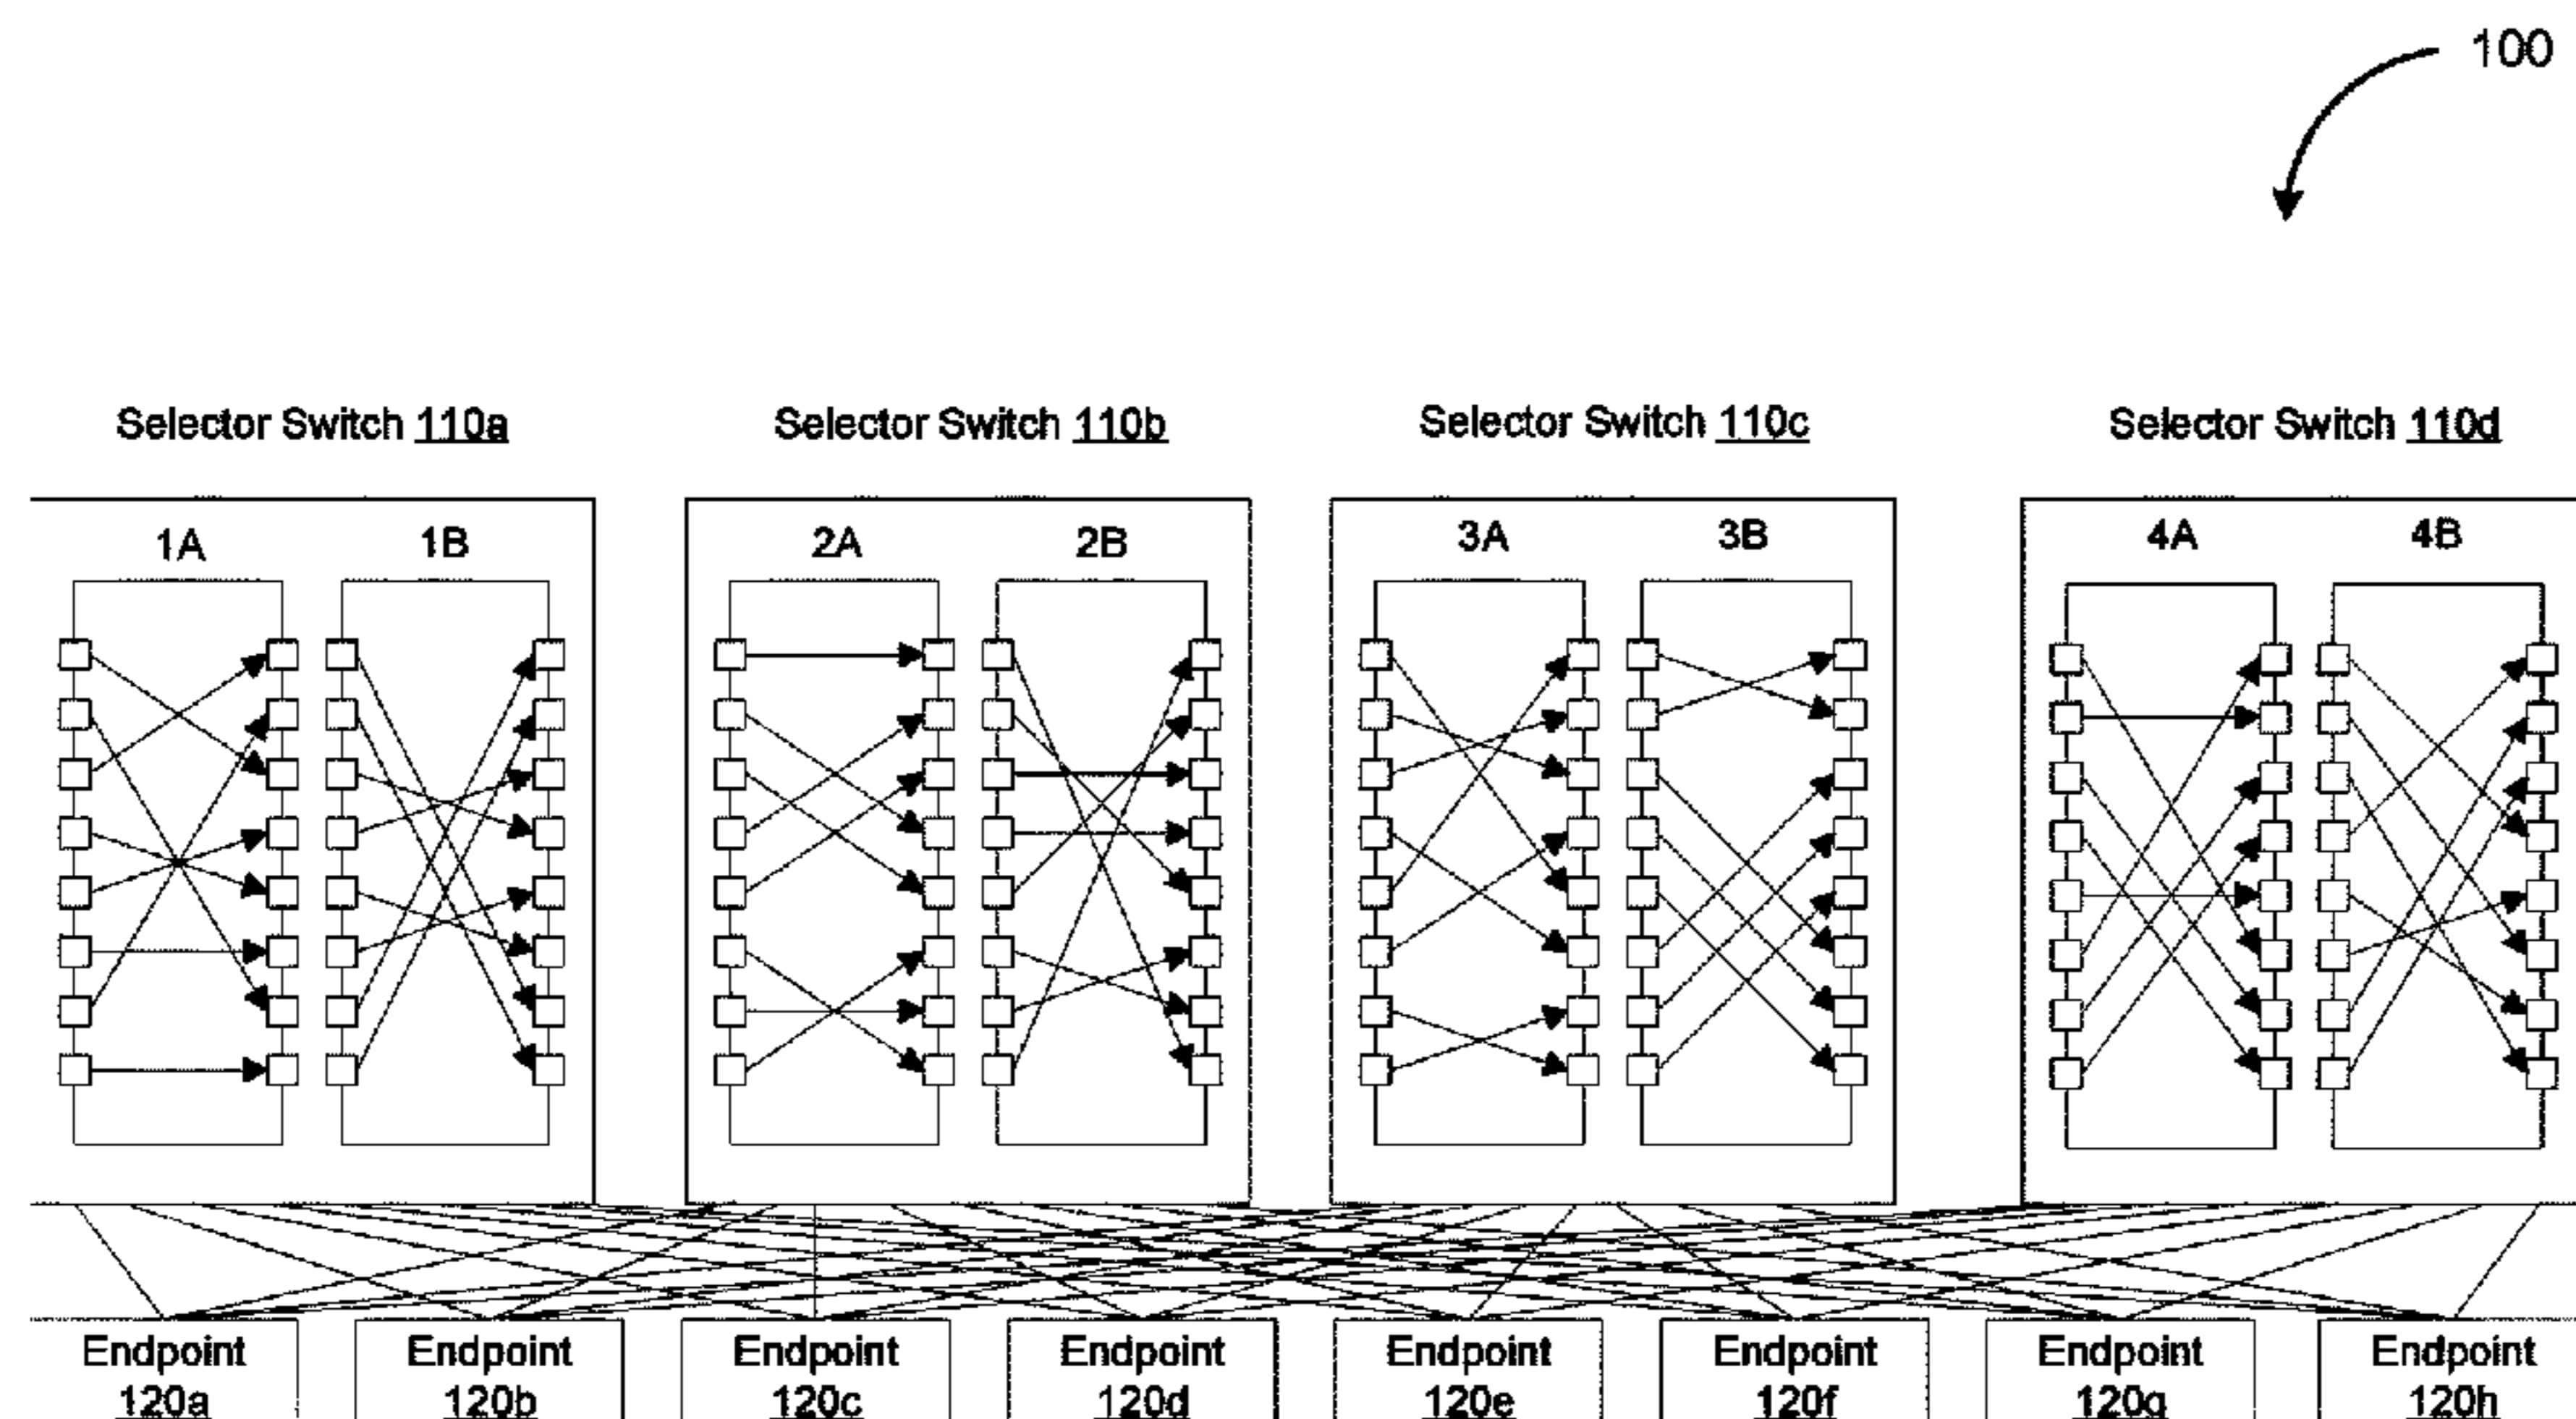 100
Selector Switch 110a Selector Switch 110b Selector Switch 110c Selector Switch 110d
1A 1B 2A 2B 3A 3B 4A 4B
Endpoint Endpoint Endpoint Endpoint Endpoint Endpoint Endpoint Endpoint
120a 120b 120c 120d 120e 120f 120g 120h